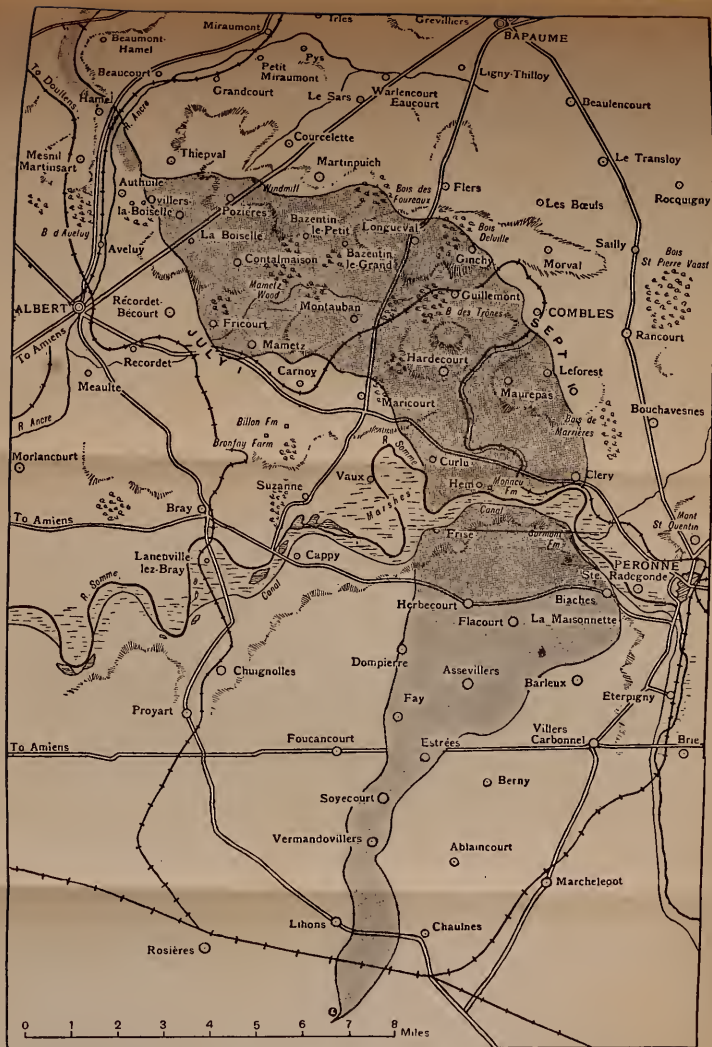 Irles
Grevilliers
Miraumont
Beaumont-
Hamel
BAPAUME
Pys
Petit
Miraumont
Beaucourt
Ligny-Thilloy
To Doullens
Grandcourt
Warlencourt
Eaucourt
Le Sars
Hamel
R. Ancre
Beaulencourt
Courcelette
Mesnil
Martinsart
Thiepval
Martinpuich
Le Transloy
Authuile
Windmill
Bois des
Foureaux
Flers
Rocquigny
Ovillers-
la-Boiselle
Pozières
Les Bœufs
B d'Aveluy
Bazentin-
le-Petit
Longueval
Bois
Delville
La Boiselle
Sailly
Bois
St Pierre Vaast
Aveluy
Contalmaison
Bazentin
le-Grand
Ginchy
Morval
Mametz
Wood
Guillemont
ALBERT
Récordet-
Bécourt
Montauban
B des Trônes
COMBLES
Fricourt
SEPT 1
Rancourt
To Amiens
JULY 1
Mametz
Hardecourt
Recordet
Leforest
Carnoy
Maurepas
Meaulte
Maricourt
Bouchavesnes
R Ancre
Bois de
Marrières
Billon Fm
Bronfay Farm
R Somme
Morlancourt
Curlu
Clery
Vaux
Hem
Monacu
Fm
Suzanne
Marshes
Mont
St Quentin
Bray
Canal
To Amiens
Frise
PERONNE
Cappy
Laneuville-
lez-Bray
Ste.
Radegonde
R. Somme
Canal
Herbecourt
Biaches
Flacourt
La Maisonnette
Dompierre
Chuignolles
Assevillers
Barleux
Eterpigny
Proyart
Fay
Villers
Carbonnel
To Amiens
Foucancourt
Estrées
Brie
Berny
Soyecourt
Vermandovillers
Ablaincourt
Marchelepot
Lihons
Chaulnes
Rosières
0 1 2 3 4 5 6 7 8
Miles